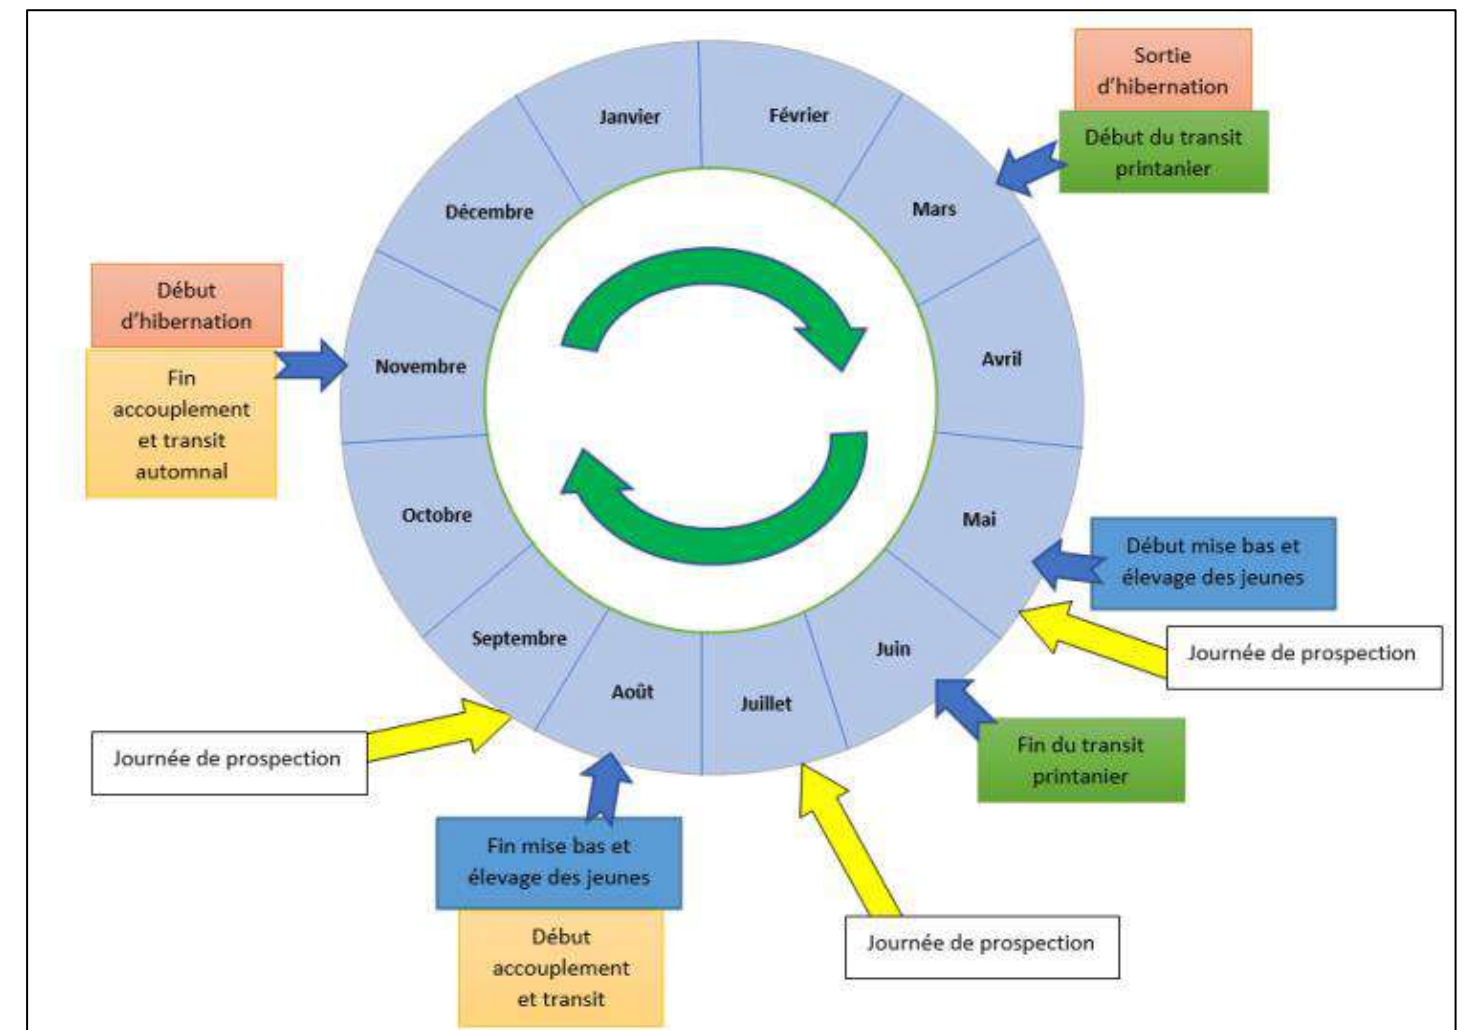 Sortie
d'hibernation
Début du transit
printanier
Janvier
Février
Mars
Avril
Mai
Juin
Juillet
Août
Septembre
Octobre
Novembre
Décembre
Début mise bas et
élevage des jeunes
Journée de prospection
Fin du transit
printanier
Journée de prospection
Fin mise bas et
élevage des jeunes
Début
accouplement
et transit
Journée de prospection
Début
d'hibernation
Fin
accouplement
et transit
automnal